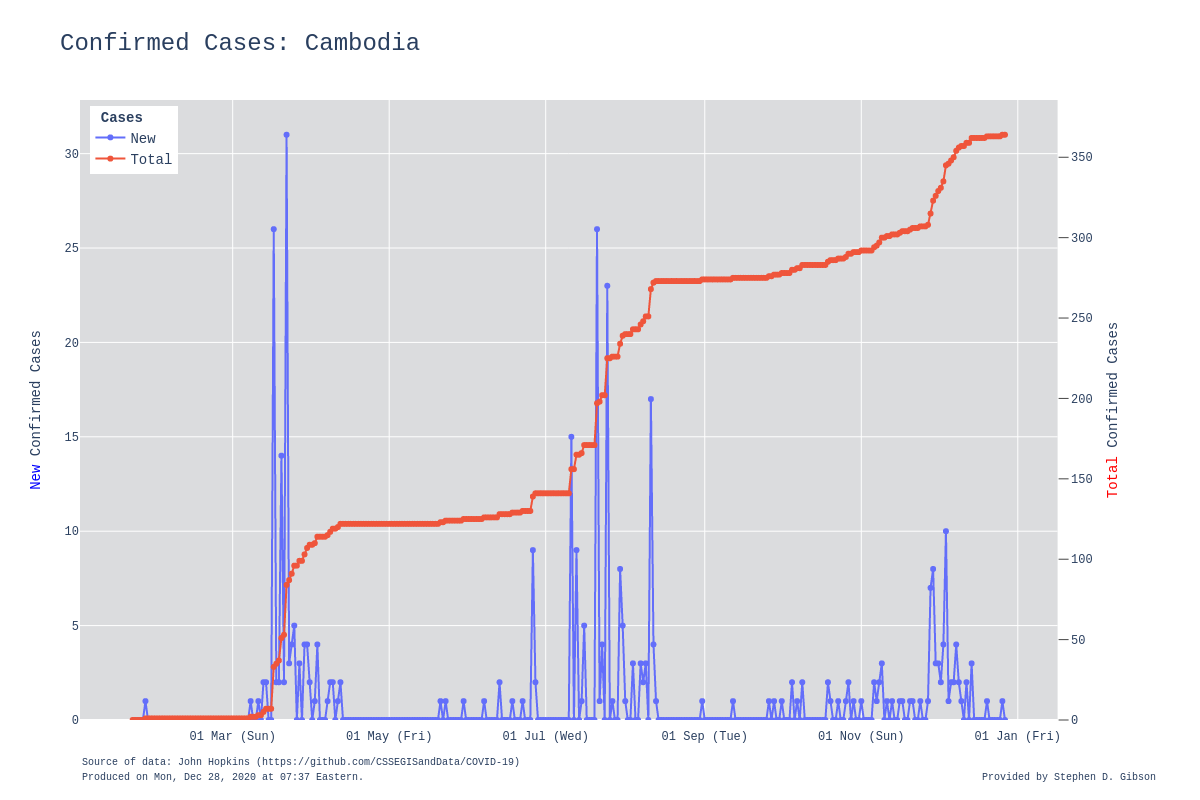 Confirmed Cases: Cambodia
Cases
New
Total
30
25
20
15
10
5
0
New Confirmed Cases
350
300
250
200
150
100
50
0
Total Confirmed Cases
01 Mar (Sun) 01 May (Fri) 01 Jul (Wed) 01 Sep (Tue) 01 Nov (Sun) 01 Jan (Fri)
Source of data: John Hopkins (https://github.com/CSSEGISandData/COVID-19)
Produced on Mon, Dec 28, 2020 at 07:37 Eastern.
Provided by Stephen D. Gibson